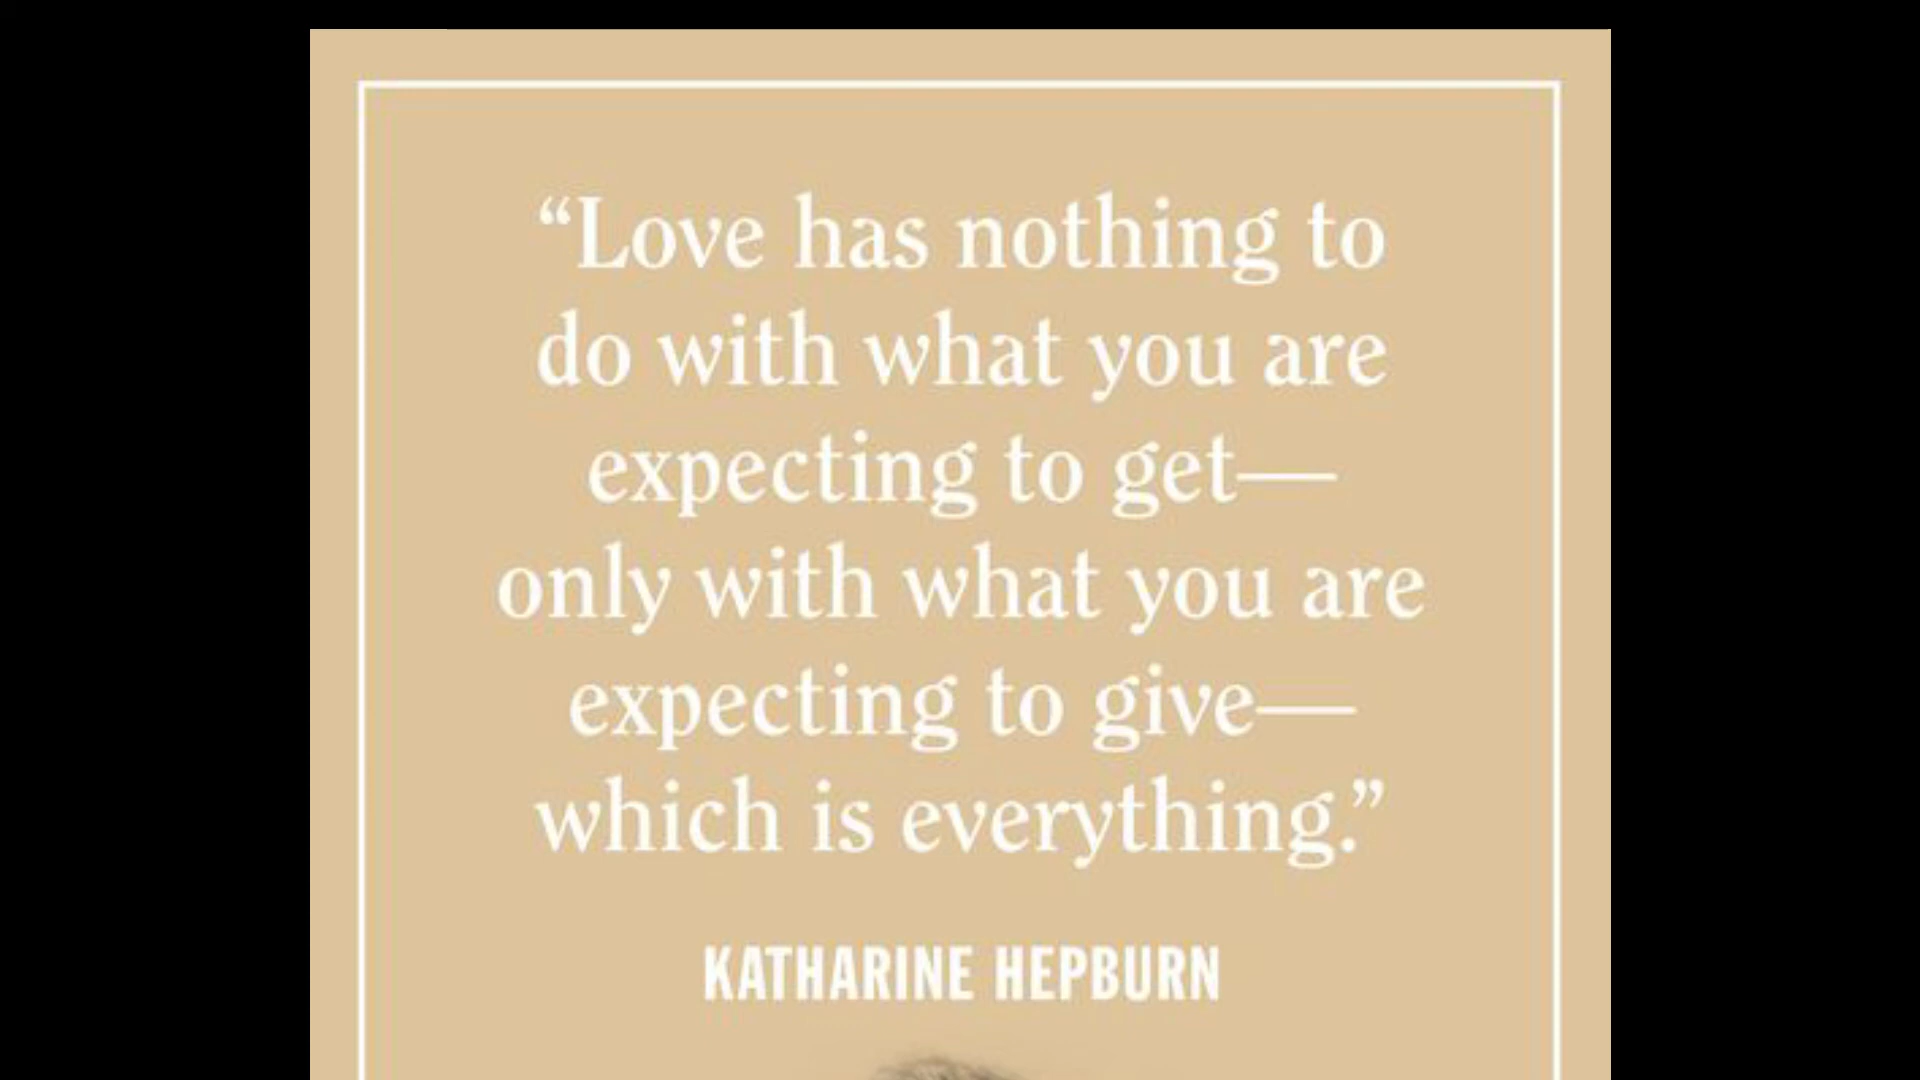 “Love has nothing to
do with what you are
expecting to get—
only with what you are
expecting to give—
which is everything.”
KATHARINE HEPBURN